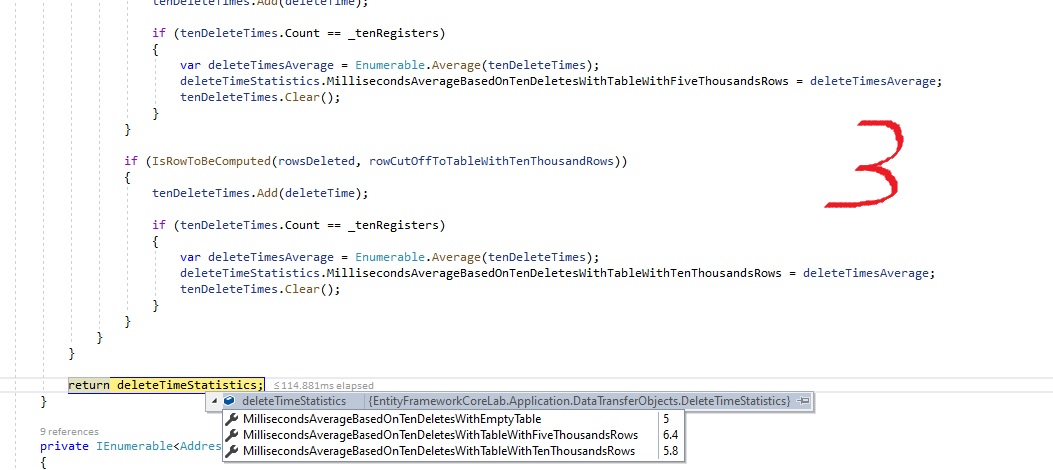 tenDeleteTimes.Add(deleteTime);
if (tenDeleteTimes.Count == _tenRegisters)
{
var deleteTimesAverage = Enumerable.Average(tenDeleteTimes);
deleteTimeStatistics.MillisecondsAverageBasedOnTenDeletesWithTableWithFiveThousandsRows = deleteTimesAverage;
tenDeleteTimes.Clear();
}
}
if (IsRowToBeComputed(rowsDeleted, rowCutOffToTableWithTenThousandRows))
{
tenDeleteTimes.Add(deleteTime);
if (tenDeleteTimes.Count == _tenRegisters)
{
var deleteTimesAverage = Enumerable.Average(tenDeleteTimes);
deleteTimeStatistics.MillisecondsAverageBasedOnTenDeletesWithTableWithTenThousandsRows = deleteTimesAverage;
tenDeleteTimes.Clear();
}
}
}
}
3
return deleteTimeStatistics; ≤114.881ms elapsed
deleteTimeStatistics {EntityFrameworkCoreLab.Application.DataTransferObjects.DeleteTimeStatistics}
}
MillisecondsAverageBasedOnTenDeletesWithEmptyTable 5
9 references
MillisecondsAverageBasedOnTenDeletesWithTableWithFiveThousandsRows 6.4
private IEnumerable<Addres
MillisecondsAverageBasedOnTenDeletesWithTableWithTenThousandsRows 5.8
{